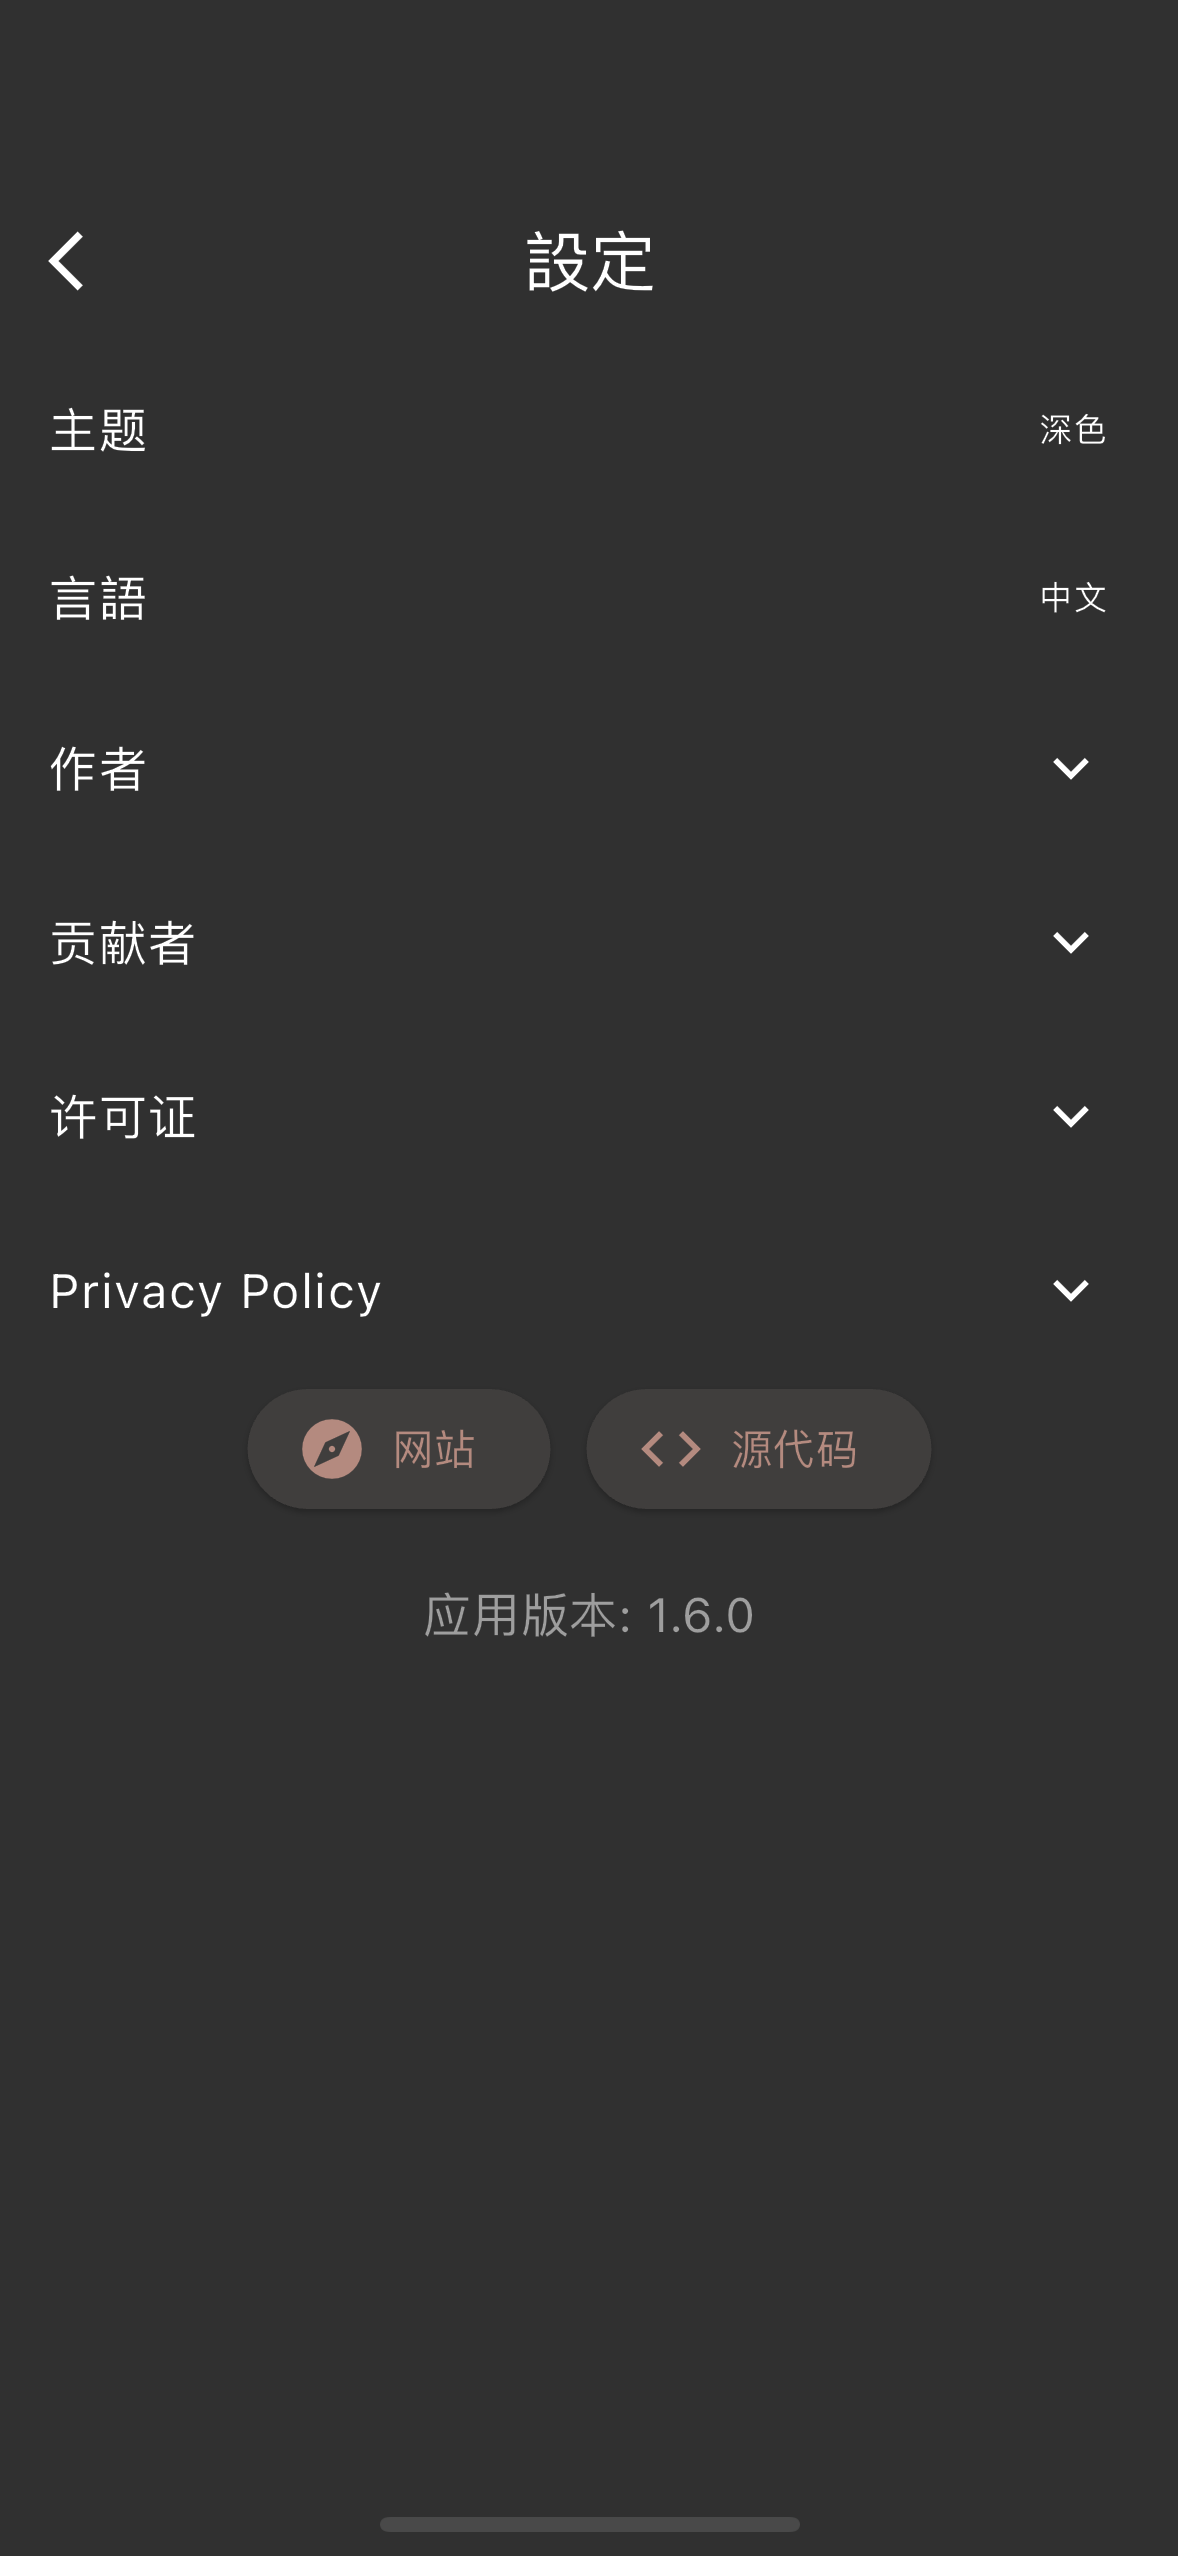 設定
主题 深色
言語 中文
作者
贡献者
许可证
Privacy Policy
网站 源代码
应用版本: 1.6.0